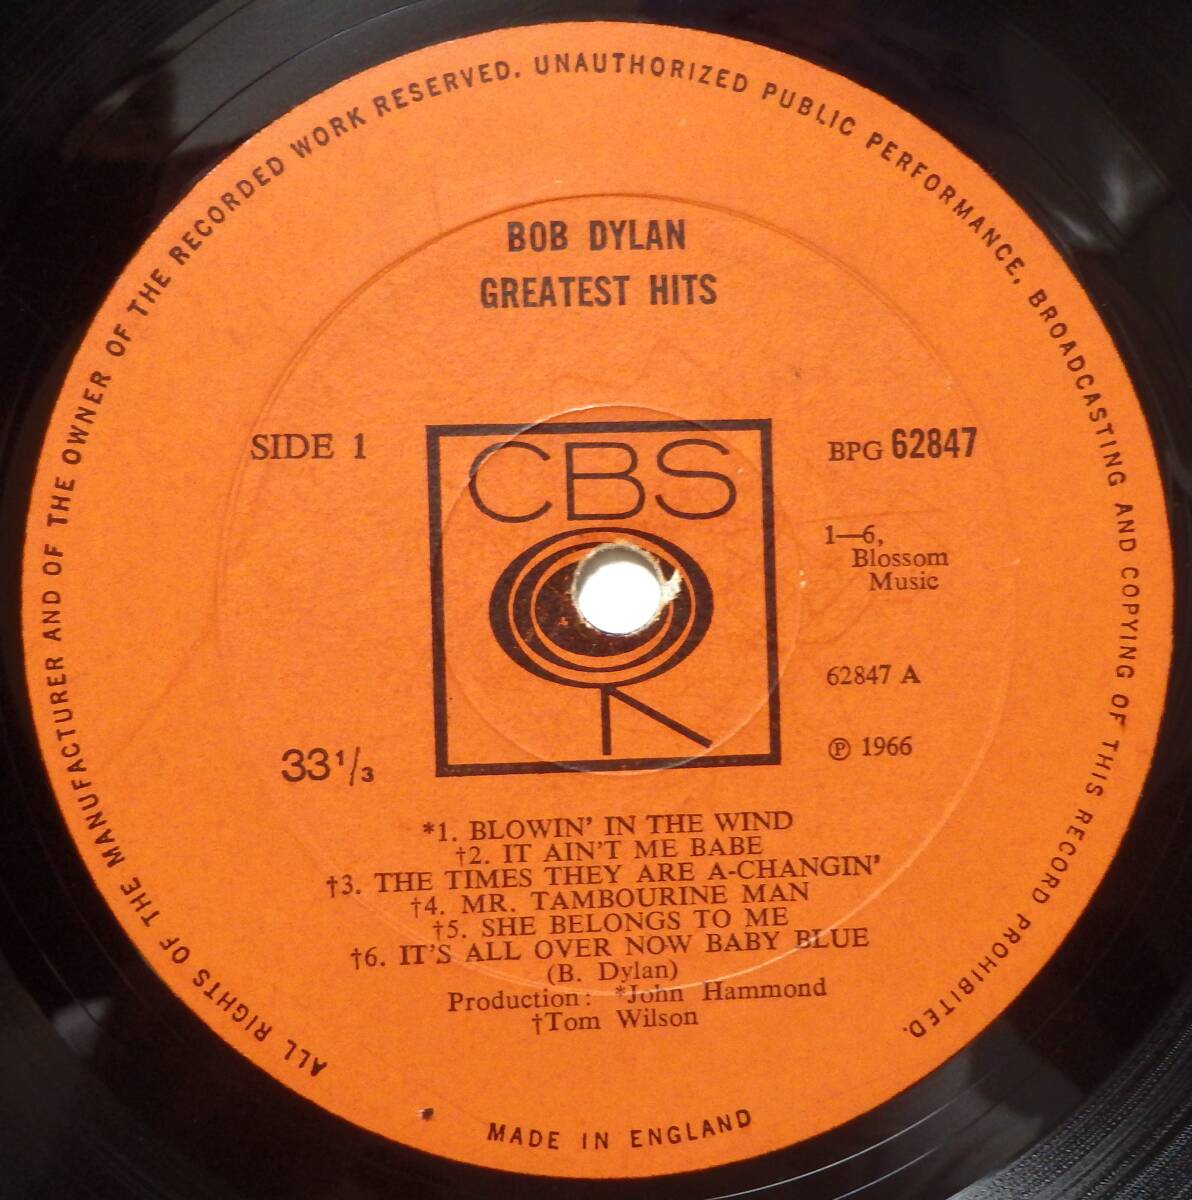 ALL RIGHTS OF THE MANUFACTURER AND OF THE OWNER OF THE RECORDED WORK RESERVED. UNAUTHORIZED PUBLIC PERFORMANCE, BROADCASTING AND COPYING OF THIS RECORD PROHIBITED.
BOB DYLAN
GREATEST HITS
SIDE 1
CBS
BPG 62847
1—6,
Blossom
Music
62847 A
℗ 1966
33 1/3
*1. BLOWIN' IN THE WIND
†2. IT AIN'T ME BABE
†3. THE TIMES THEY ARE A-CHANGIN'
†4. MR. TAMBOURINE MAN
†5. SHE BELONGS TO ME
†6. IT'S ALL OVER NOW BABY BLUE
(B. Dylan)
Production: *John Hammond
†Tom Wilson
MADE IN ENGLAND